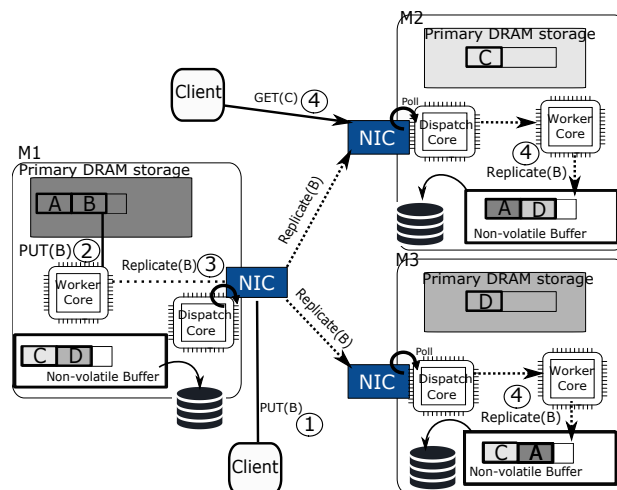 M2
Primary DRAM storage
C
Client
GET(C) 4
Poll
NIC
Dispatch
Core
Worker
Core
4
Replicate(B)
A D
Non-volatile Buffer
M1
Primary DRAM storage
A B
PUT(B) 2
Replicate(B) 3
Worker
Core
Dispatch
Core
NIC
Replicate(B)
Replicate(B)
C D
Non-volatile Buffer
PUT(B) 1
Client
M3
Primary DRAM storage
D
Poll
NIC
Dispatch
Core
Worker
Core
4
Replicate(B)
C A
Non-volatile Buffer